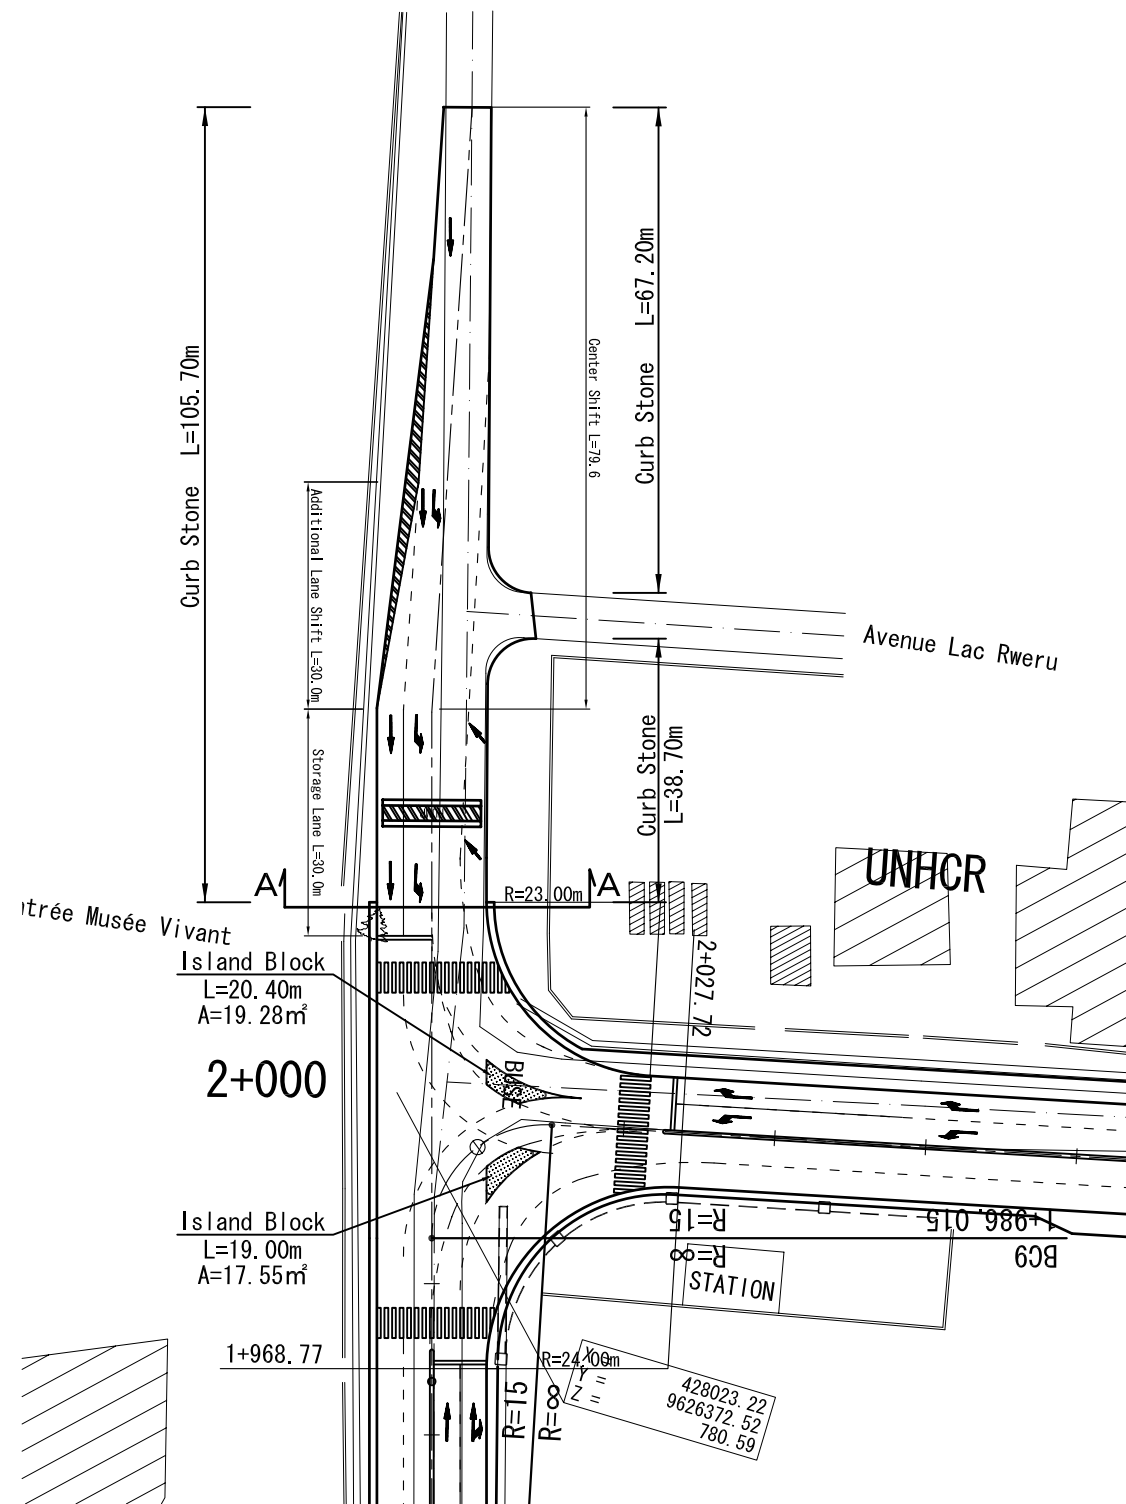 Curb Stone L=105.70m
Curb Stone L=67.20m
Center Shift L=79.6
Additional Lane Shift L=30.0m
Storage Lane L=30.0m
Avenue Lac Rweru
Curb Stone
L=38.70m
UNHCR
A
A
R=23.00m
ntrée Musée Vivant
Island Block
L=20.40m
A=19.28㎡
2+027.72
2+000
BUSE
Island Block
L=19.00m
A=17.55㎡
R=15
R=8
1+986.015
BC9
STATION
1+968.77
R=24.00m
R=15
R=8
X =
Y =
Z =
428023.22
9626372.52
780.59